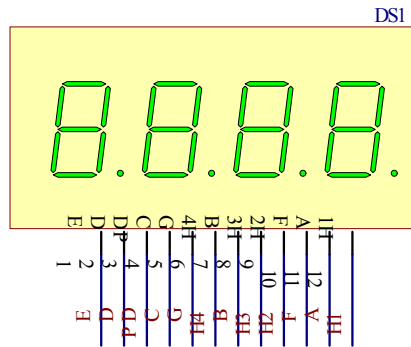 DS1
E D DP C G 4H B 3H 2H F A 1H
1 2 3 4 5 6 7 8 9 10 11 12
E D PD C G H4 B H3 H2 F A H1